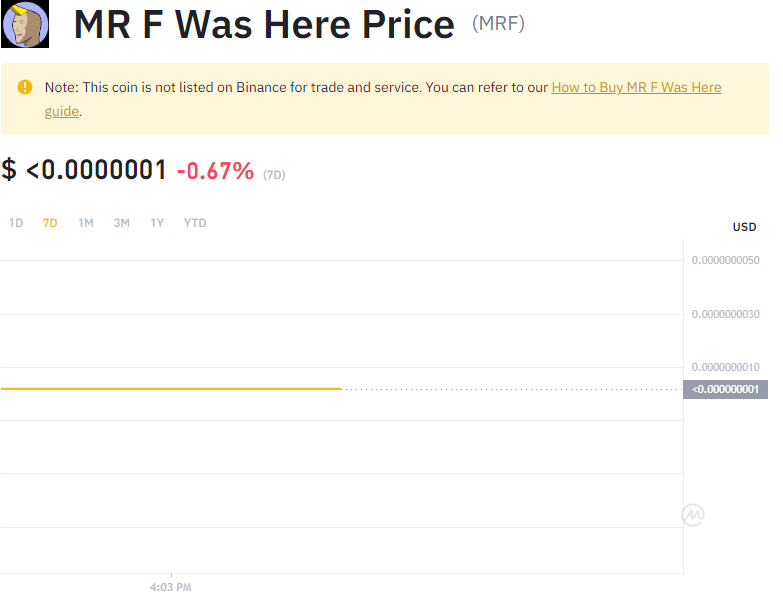 MR F Was Here Price (MRF)
Note: This coin is not listed on Binance for trade and service. You can refer to our How to Buy MR F Was Here
guide.
$ <0.0000001 -0.67% (7D)
1D 7D 1M 3M 1Y YTD
USD
0.0000000050
0.0000000030
0.0000000010
<0.000000001
4:03 PM